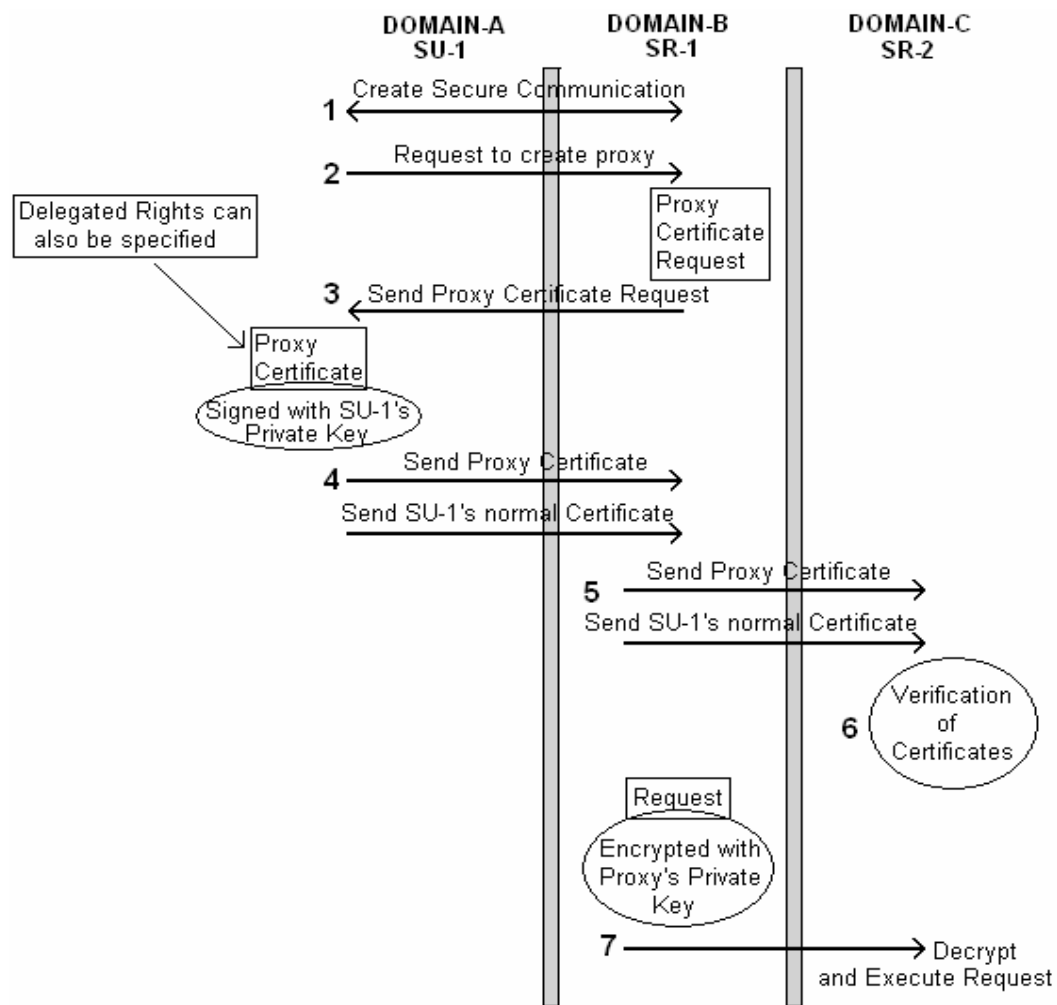 DOMAIN-A
SU-1
DOMAIN-B
SR-1
DOMAIN-C
SR-2
Create Secure Communication
1
Request to create proxy
2
Proxy
Certificate
Request
Delegated Rights can
also be specified
3
Send Proxy Certificate Request
Proxy
Certificate
Signed with SU-1's
Private Key
4
Send Proxy Certificate
Send SU-1's normal Certificate
5
Send Proxy Certificate
Send SU-1's normal Certificate
6
Verification
of
Certificates
Request
Encrypted with
Proxy's Private
Key
7
Decrypt
and Execute Request